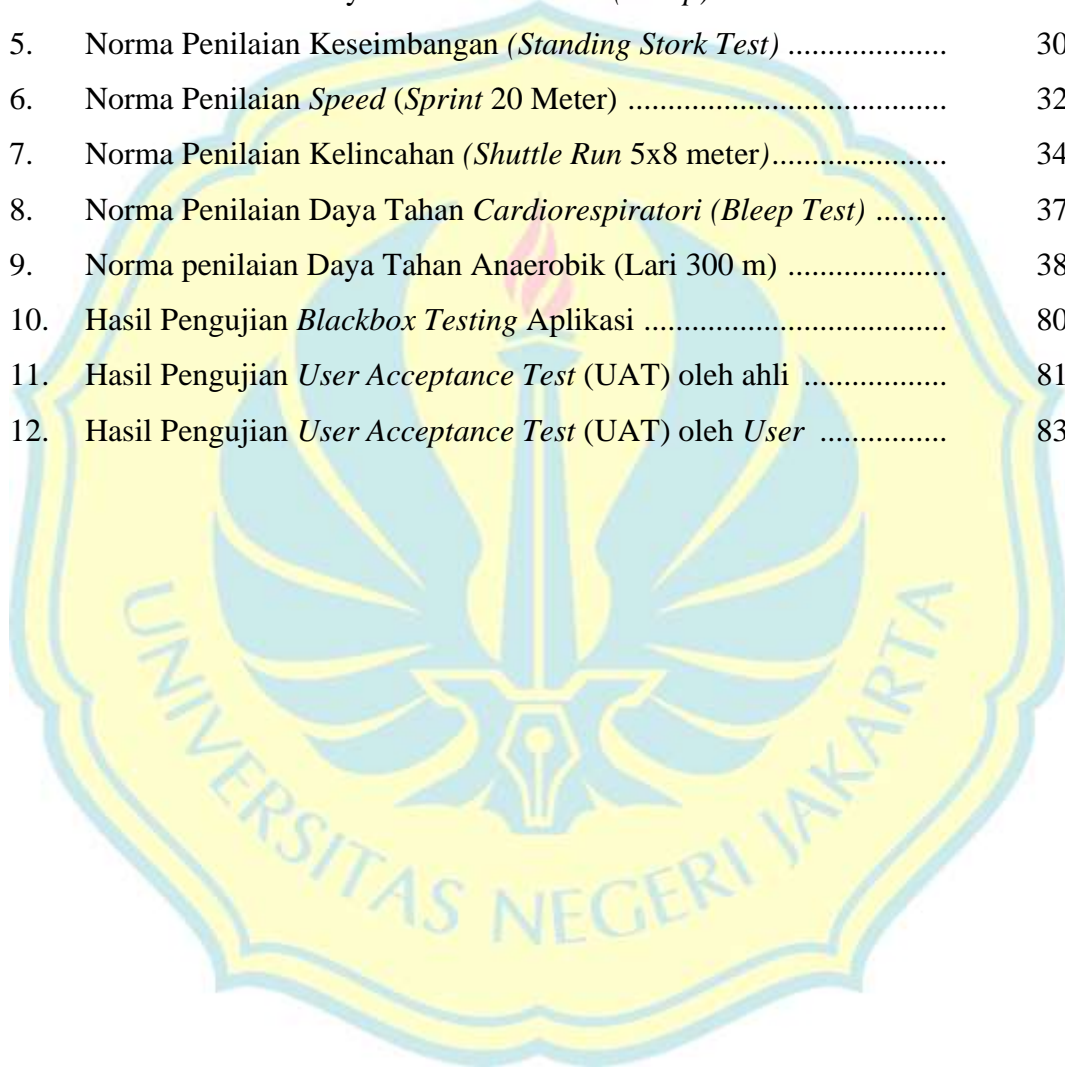 5. Norma Penilaian Keseimbangan (Standing Stork Test) .................... 30
6. Norma Penilaian Speed (Sprint 20 Meter) ..................................... 32
7. Norma Penilaian Kelincahan (Shuttle Run 5x8 meter)..................... 34
8. Norma Penilaian Daya Tahan Cardiorespiratori (Bleep Test) ......... 37
9. Norma penilaian Daya Tahan Anaerobik (Lari 300 m) ................... 38
10. Hasil Pengujian Blackbox Testing Aplikasi ................................... 80
11. Hasil Pengujian User Acceptance Test (UAT) oleh ahli ................. 81
12. Hasil Pengujian User Acceptance Test (UAT) oleh User ............... 83
UNIVERSITAS NEGERI JAKARTA